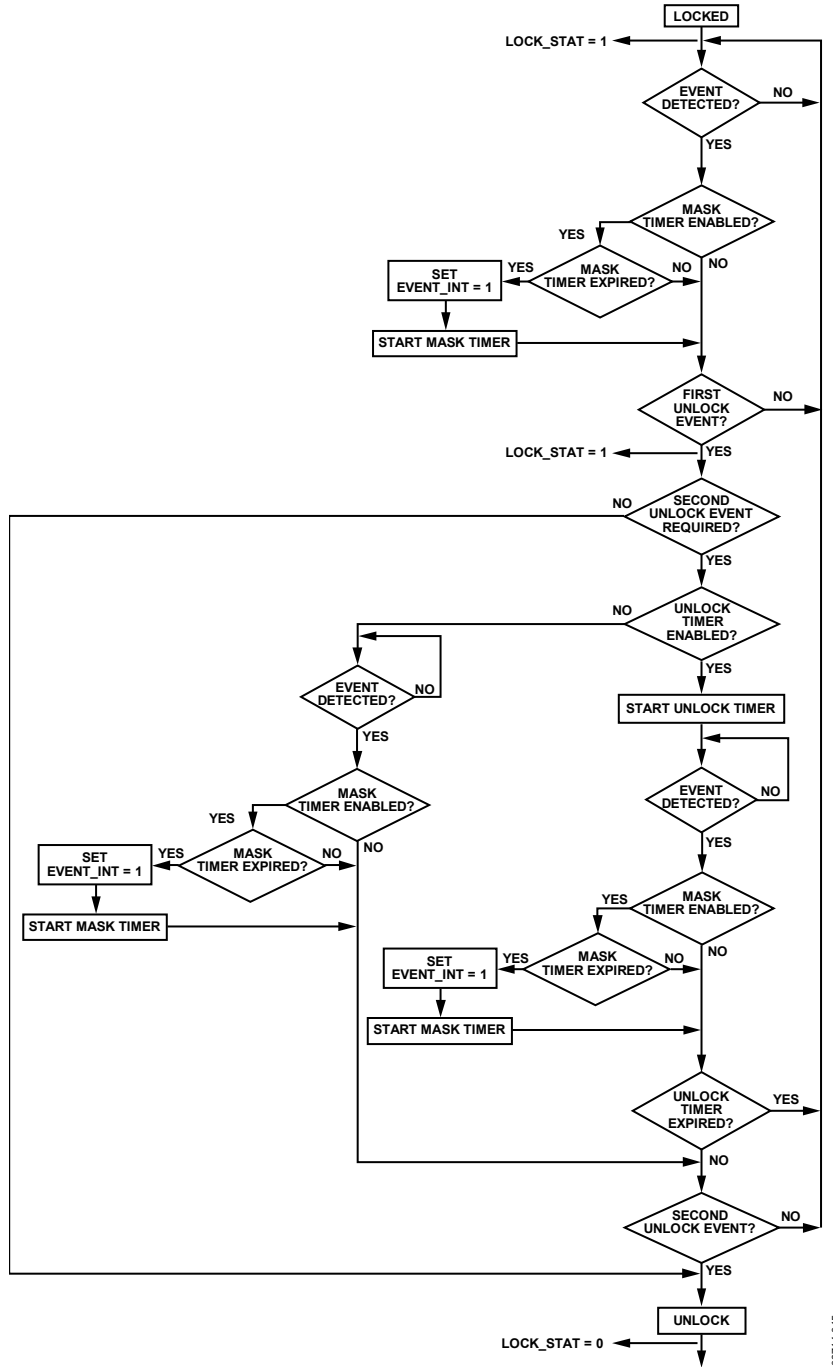 LOCKED
LOCK_STAT = 1
EVENT
DETECTED?
NO
YES
MASK
TIMER ENABLED?
YES
NO
MASK
TIMER EXPIRED?
YES
NO
SET
EVENT_INT = 1
START MASK TIMER
FIRST
UNLOCK
EVENT?
NO
YES
LOCK_STAT = 1
SECOND
UNLOCK EVENT
REQUIRED?
NO
YES
UNLOCK
TIMER
ENABLED?
NO
YES
EVENT
DETECTED?
NO
YES
START UNLOCK TIMER
MASK
TIMER ENABLED?
YES
NO
EVENT
DETECTED?
NO
YES
SET
EVENT_INT = 1
YES
MASK
TIMER EXPIRED?
NO
START MASK TIMER
MASK
TIMER ENABLED?
YES
NO
SET
EVENT_INT = 1
YES
MASK
TIMER EXPIRED?
NO
START MASK TIMER
UNLOCK
TIMER
EXPIRED?
YES
NO
SECOND
UNLOCK EVENT?
NO
YES
UNLOCK
LOCK_STAT = 0